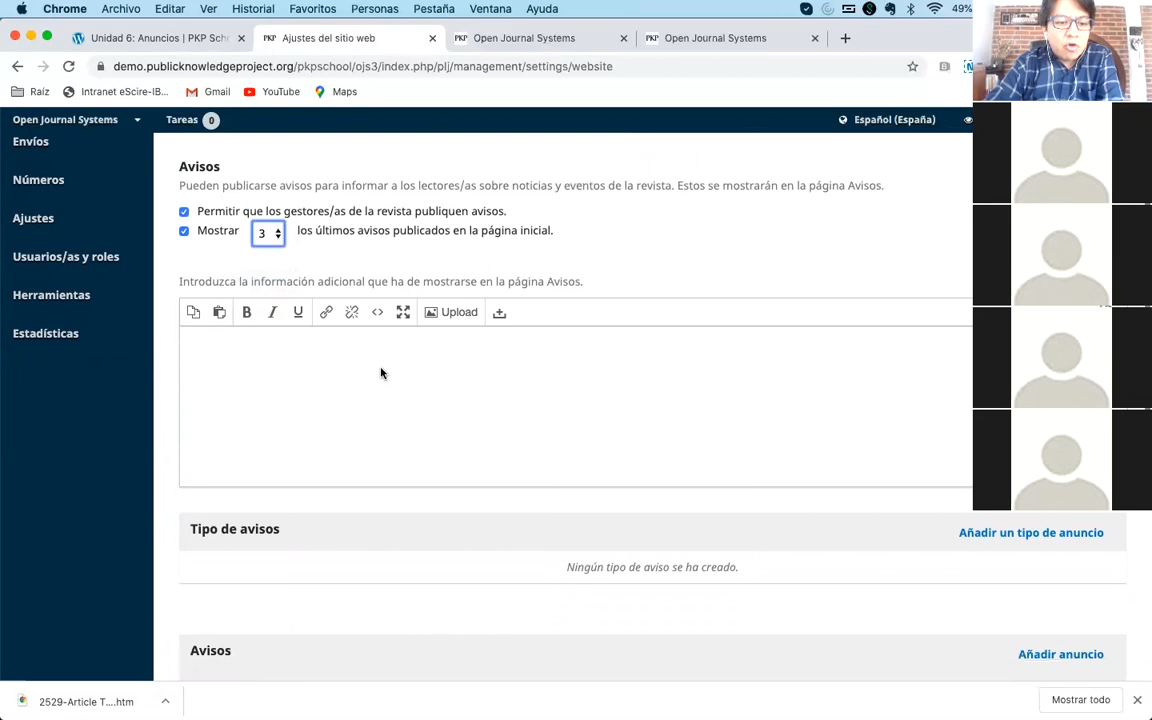 Chrome Archivo Editar Ver Historial Favoritos Personas Pestaña Ventana Ayuda 49%
Unidad 6: Anuncios | PKP Sch
PKP Ajustes del sitio web
Open Journal Systems
Open Journal Systems
demo.publicknowledgeproject.org/pkpschool/ojs3/index.php/plj/management/settings/website
Raíz Intranet eScire-IB... Gmail YouTube Maps
Open Journal Systems Tareas 0 Español (España)
Envíos
Números
Ajustes
Usuarios/as y roles
Herramientas
Estadísticas
Avisos
Pueden publicarse avisos para informar a los lectores/as sobre noticias y eventos de la revista. Estos se mostrarán en la página Avisos.
Permitir que los gestores/as de la revista publiquen avisos.
Mostrar 3 los últimos avisos publicados en la página inicial.
Introduzca la información adicional que ha de mostrarse en la página Avisos.
B I U Upload
Tipo de avisos Añadir un tipo de anuncio
Ningún tipo de aviso se ha creado.
Avisos Añadir anuncio
2529-Article T....htm Mostrar todo